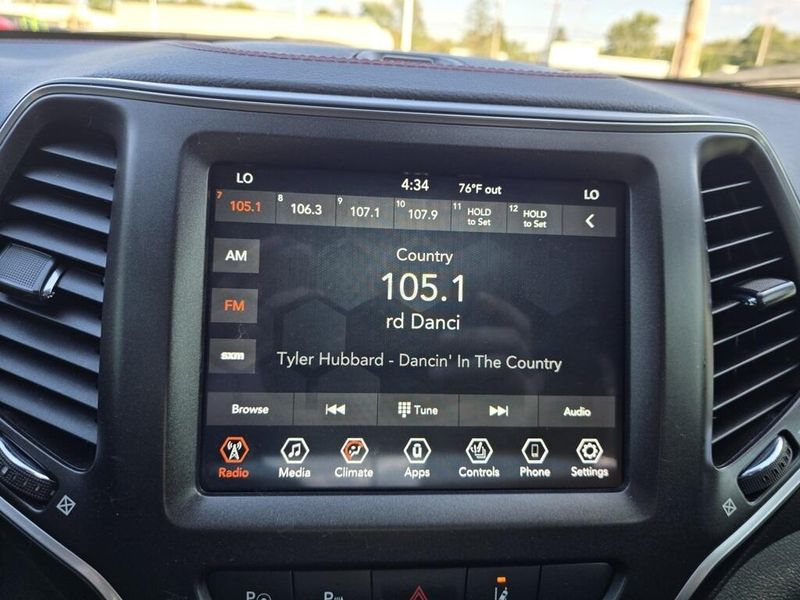 LO 4:34 76°F out LO
7 105.1 8 106.3 9 107.1 10 107.9 11 HOLD to Set 12 HOLD to Set
AM
FM
sxm
Country
105.1
rd Danci
Tyler Hubbard - Dancin' In The Country
Browse Tune Audio
Radio Media Climate Apps Controls Phone Settings
P P